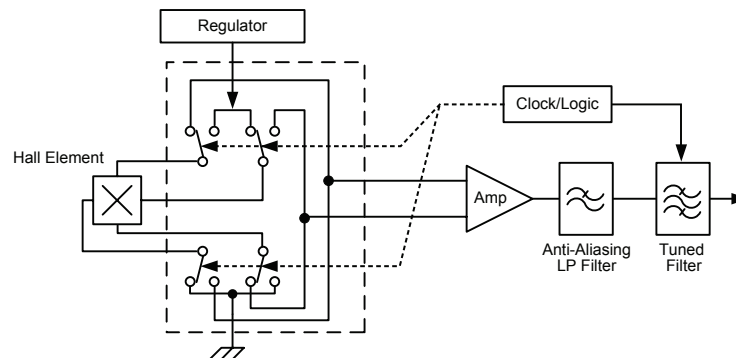 Regulator
Clock/Logic
Hall Element
Amp
Anti-Aliasing
LP Filter
Tuned
Filter